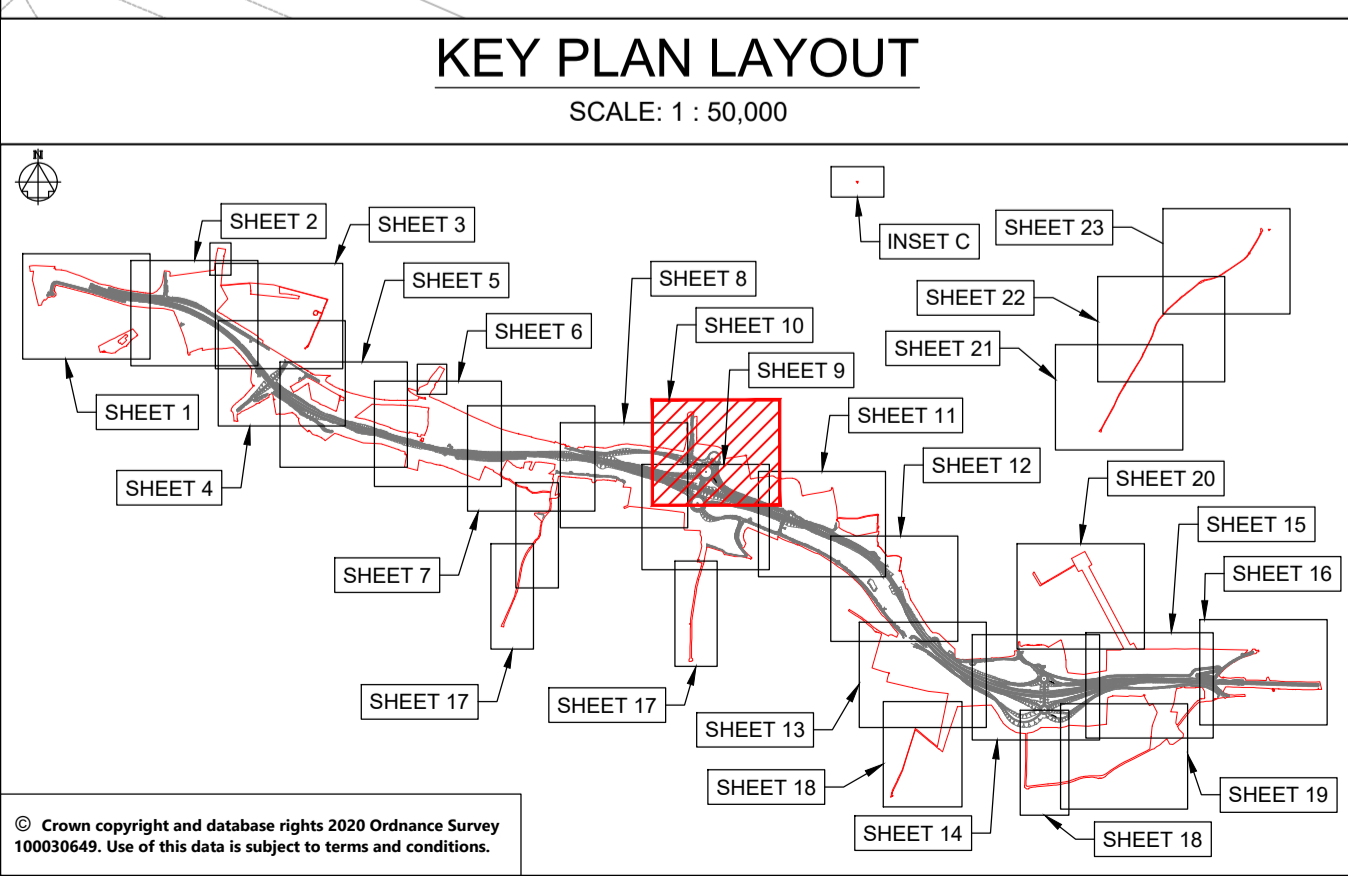 KEY PLAN LAYOUT
SCALE: 1 : 50,000
N
SHEET 2
SHEET 3
INSET C
SHEET 23
SHEET 5
SHEET 8
SHEET 22
SHEET 6
SHEET 10
SHEET 21
SHEET 9
SHEET 1
SHEET 11
SHEET 12
SHEET 4
SHEET 20
SHEET 15
SHEET 7
SHEET 16
SHEET 17
SHEET 17
SHEET 13
SHEET 18
SHEET 19
SHEET 14
SHEET 18
© Crown copyright and database rights 2020 Ordnance Survey
100030649. Use of this data is subject to terms and conditions.